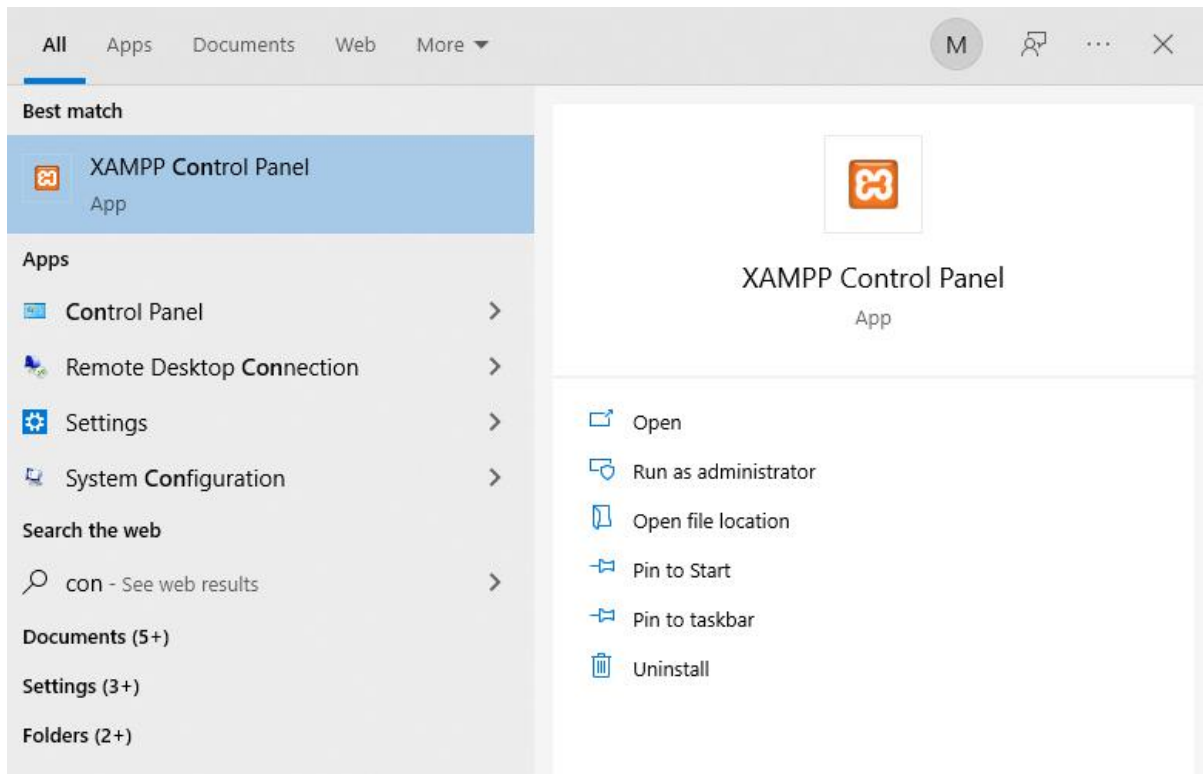 All Apps Documents Web More M ...
Best match
XAMPP Control Panel
App
Apps
Control Panel
Remote Desktop Connection
Settings
System Configuration
Search the web
con - See web results
Documents (5+)
Settings (3+)
Folders (2+)
XAMPP Control Panel
App
Open
Run as administrator
Open file location
Pin to Start
Pin to taskbar
Uninstall